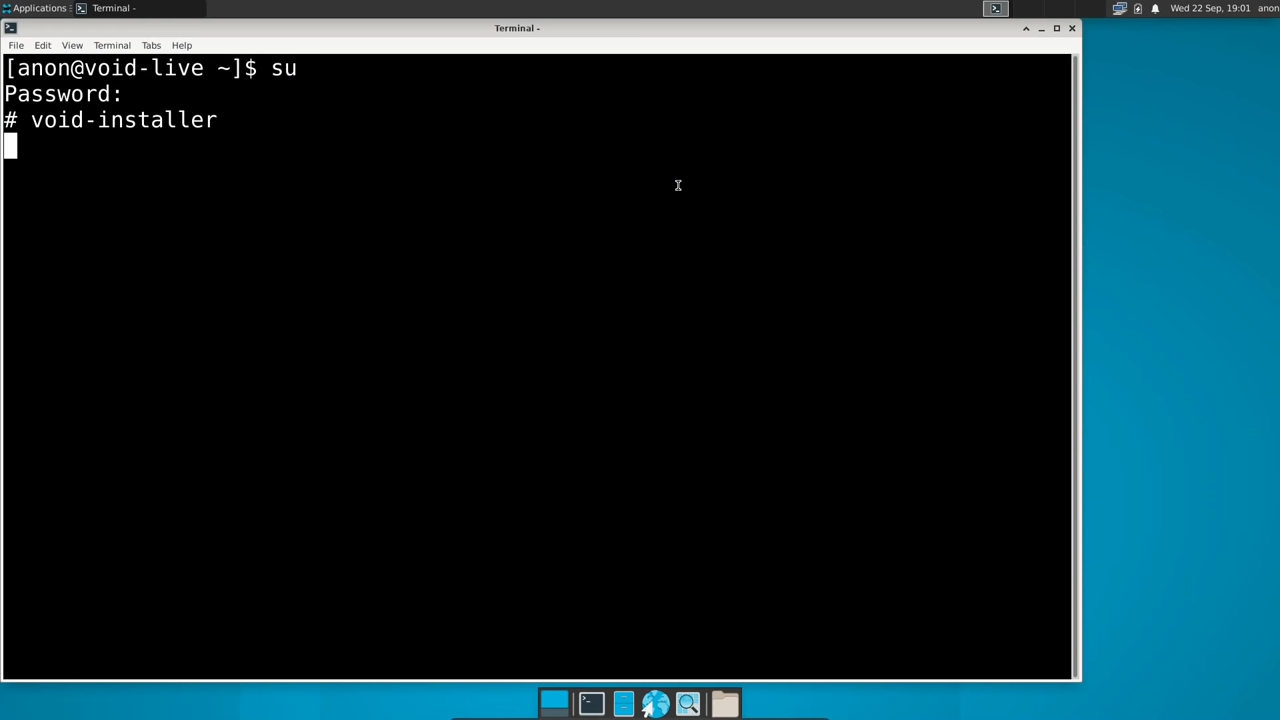 Applications
Terminal -
Wed 22 Sep, 19:01
anon
Terminal -
File Edit View Terminal Tabs Help
[anon@void-live ~]$ su
Password:
# void-installer